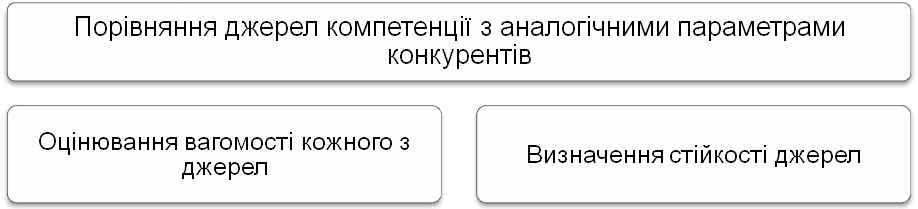 Порівняння джерел компетенції з аналогічними параметрами
конкурентів
Оцінювання вагомості кожного з
джерел
Визначення стійкості джерел